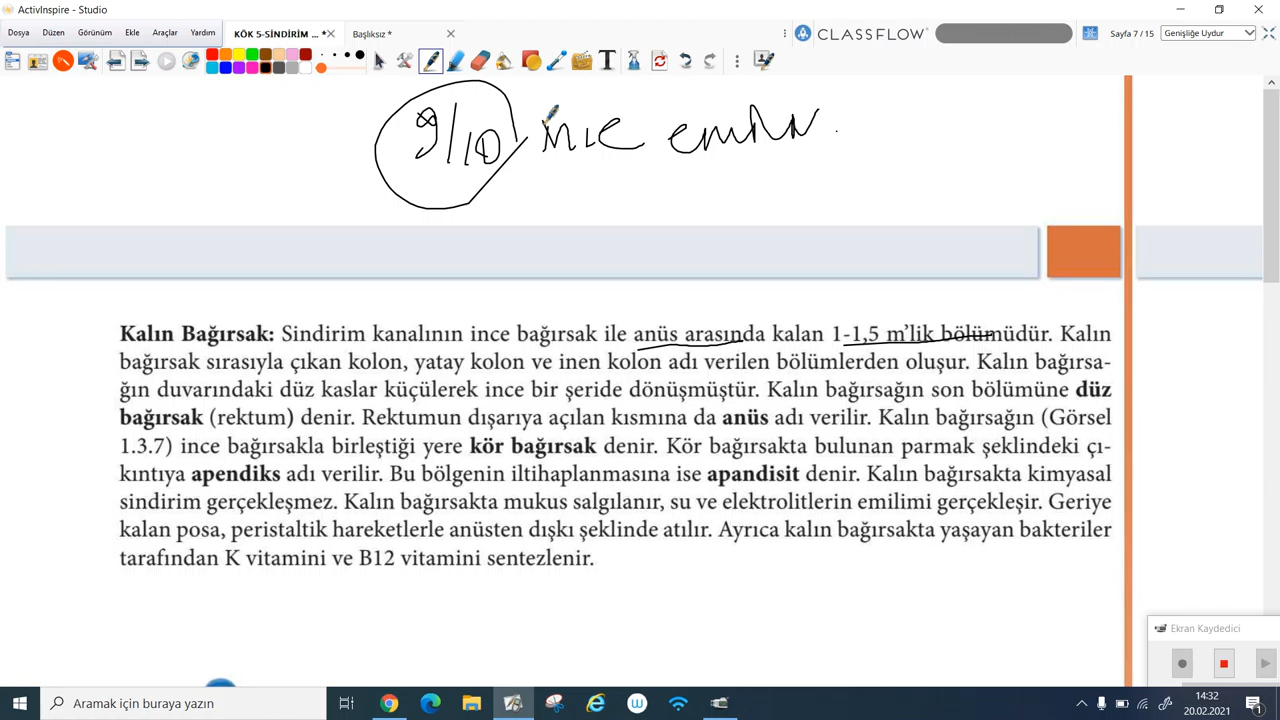 ActivInspire - Studio
Dosya Düzen Görünüm Ekle Araçlar Yardım
KÖK 5-SİNDİRİM ... *
Başlıksız *
CLASSFLOW
Sayfa 7 / 15
Genişliğe Uydur
9/10 ince emilir
Kalın Bağırsak: Sindirim kanalının ince bağırsak ile anüs arasında kalan 1-1,5 m’lik bölümüdür. Kalın
bağırsak sırasıyla çıkan kolon, yatay kolon ve inen kolon adı verilen bölümlerden oluşur. Kalın bağırsa-
ğın duvarındaki düz kaslar küçülerek ince bir şeride dönüşmüştür. Kalın bağırsağın son bölümüne düz
bağırsak (rektum) denir. Rektumun dışarıya açılan kısmına da anüs adı verilir. Kalın bağırsağın (Görsel
1.3.7) ince bağırsakla birleştiği yere kör bağırsak denir. Kör bağırsakta bulunan parmak şeklindeki çı-
kıntıya apendiks adı verilir. Bu bölgenin iltihaplanmasına ise apandisit denir. Kalın bağırsakta kimyasal
sindirim gerçekleşmez. Kalın bağırsakta mukus salgılanır, su ve elektrolitlerin emilimi gerçekleşir. Geriye
kalan posa, peristaltik hareketlerle anüsten dışkı şeklinde atılır. Ayrıca kalın bağırsakta yaşayan bakteriler
tarafından K vitamini ve B12 vitamini sentezlenir.
Ekran Kaydedici
Aramak için buraya yazın
14:32
20.02.2021